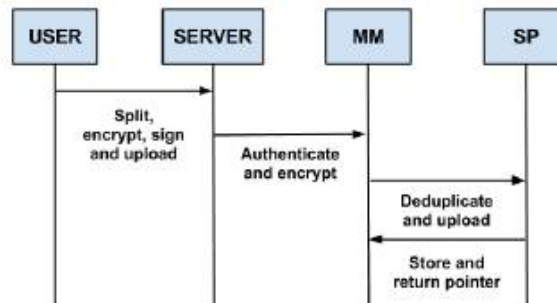 USER
SERVER
MM
SP
Split,
encrypt, sign
and upload
Authenticate
and encrypt
Deduplicate
and upload
Store and
return pointer